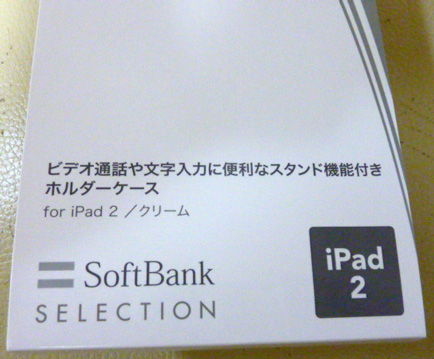 ビデオ通話や文字入力に便利なスタンド機能付き
ホルダーケース
for iPad 2 ／クリーム
SoftBank
SELECTION
iPad
2